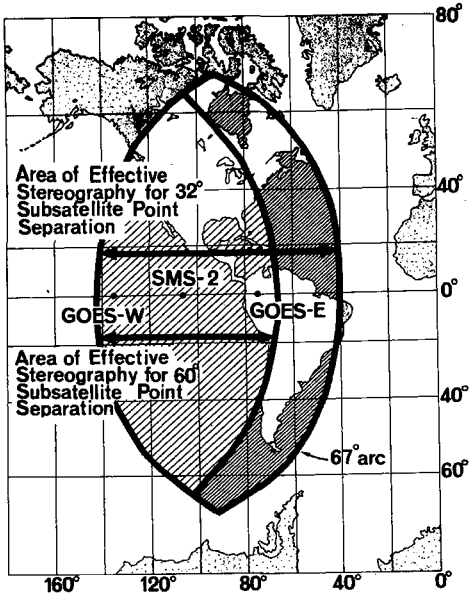 80°
Area of Effective
Stereography for 32°
Subsatellite Point
Separation
40°
SMS-2
0°
GOES-W
GOES-E
Area of Effective
Stereography for 60°
Subsatellite Point
Separation
40°
67° arc
60°
160° 120° 80° 40° 0°